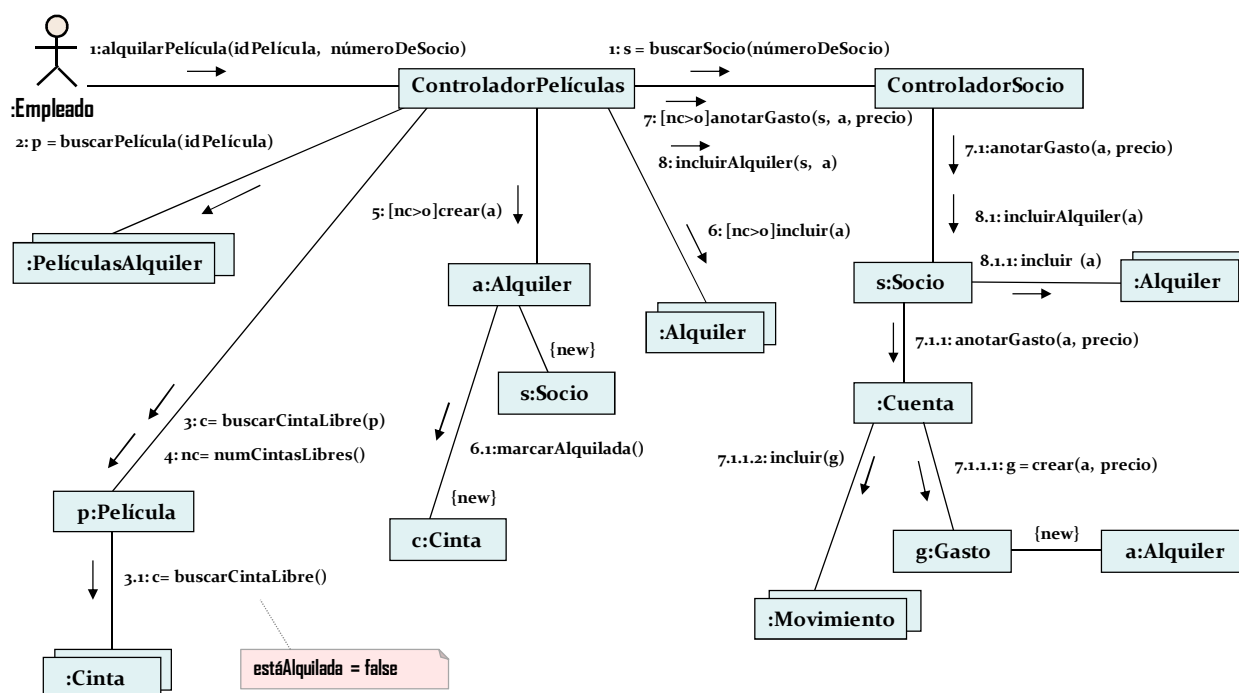 1:alquilarPelícula(idPelícula, númeroDeSocio)
1: s = buscarSocio(númeroDeSocio)
ControladorPelículas
ControladorSocio
:Empleado
2: p = buscarPelícula(idPelícula)
7: [nc>0]anotarGasto(s, a, precio)
8: incluirAlquiler(s, a)
7.1:anotarGasto(a, precio)
5: [nc>0]crear(a)
6: [nc>0]incluir(a)
8.1: incluirAlquiler(a)
:PelículasAlquiler
8.1.1: incluir (a)
a:Alquiler
s:Socio
:Alquiler
:Alquiler
{new}
7.1.1: anotarGasto(a, precio)
s:Socio
:Cuenta
3: c= buscarCintaLibre(p)
4: nc= numCintasLibres()
6.1:marcarAlquilada()
7.1.1.2: incluir(g)
7.1.1.1: g = crear(a, precio)
{new}
p:Película
c:Cinta
g:Gasto
{new}
a:Alquiler
3.1: c= buscarCintaLibre()
:Movimiento
estáAlquilada = false
:Cinta